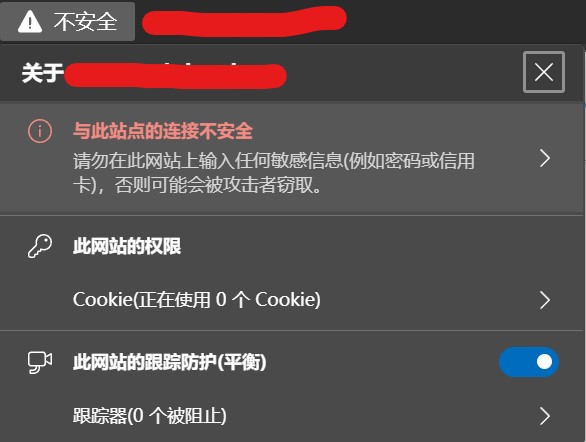 不安全
关于
与此站点的连接不安全
请勿在此网站上输入任何敏感信息(例如密码或信用
卡)，否则可能会被攻击者窃取。
此网站的权限
Cookie(正在使用 0 个 Cookie)
此网站的跟踪防护(平衡)
跟踪器(0 个被阻止)